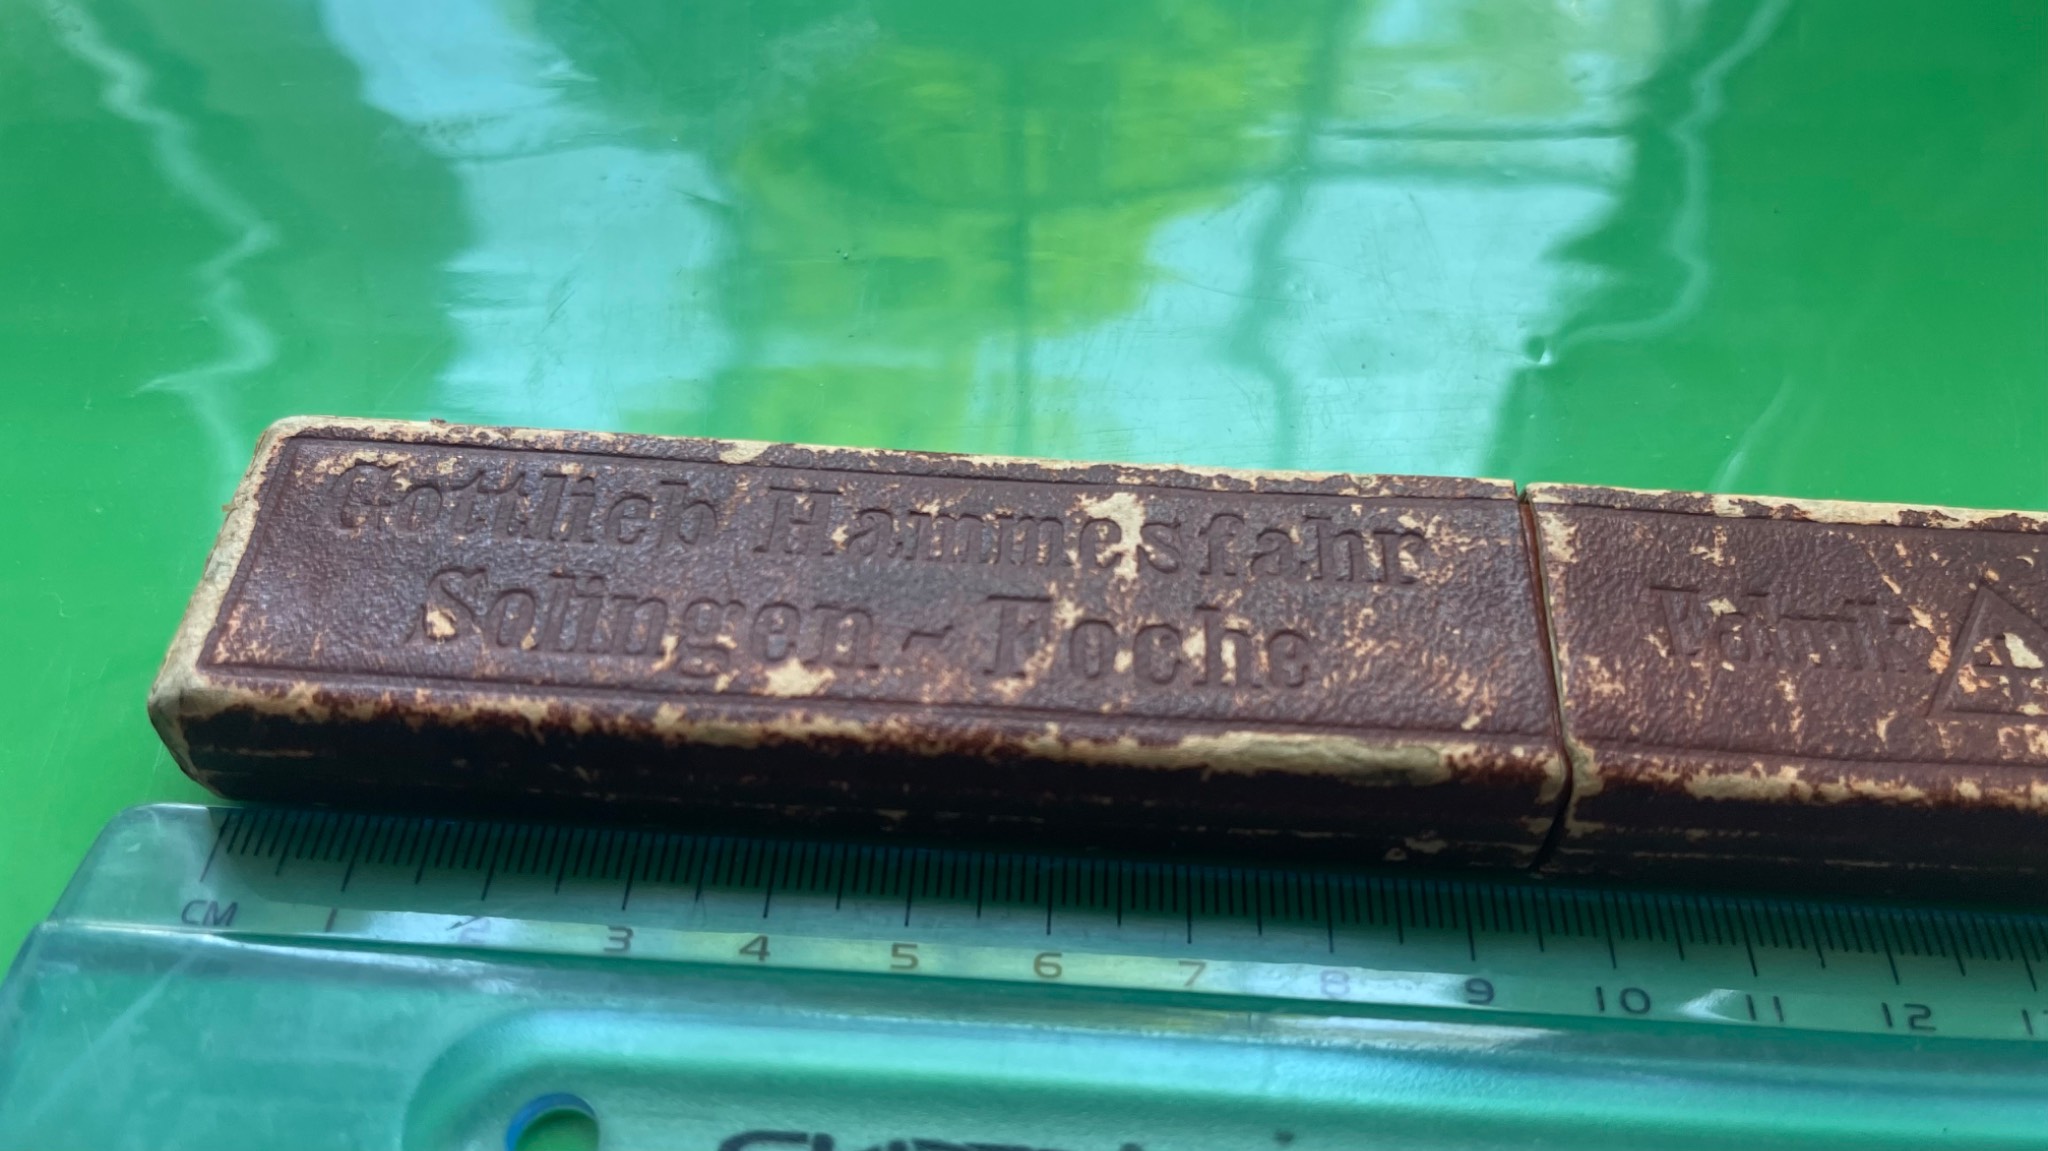 Gottlieb Hammesfahr
Solingen - Foche
CM 1 2 3 4 5 6 7 8 9 10 11 12